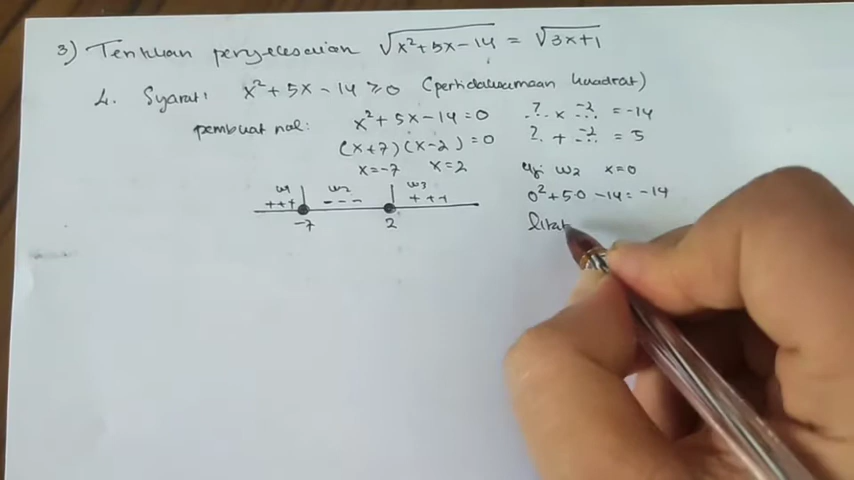 3) Tentukan penyelesaian √x²+5x-14 = √3x+1
1. Syarat: x²+5x-14 ≥ 0 (pertidaksamaan kuadrat)
pembuat nol: x²+5x-14=0
(x+7)(x-2)=0
x=-7 x=2
w1 w2 w3
+++ --- +++
-7 2
..?.. x ..-2.. = -14
..?.. + ..-2.. = 5
Uji w2 x=0
0²+5·0-14=-14